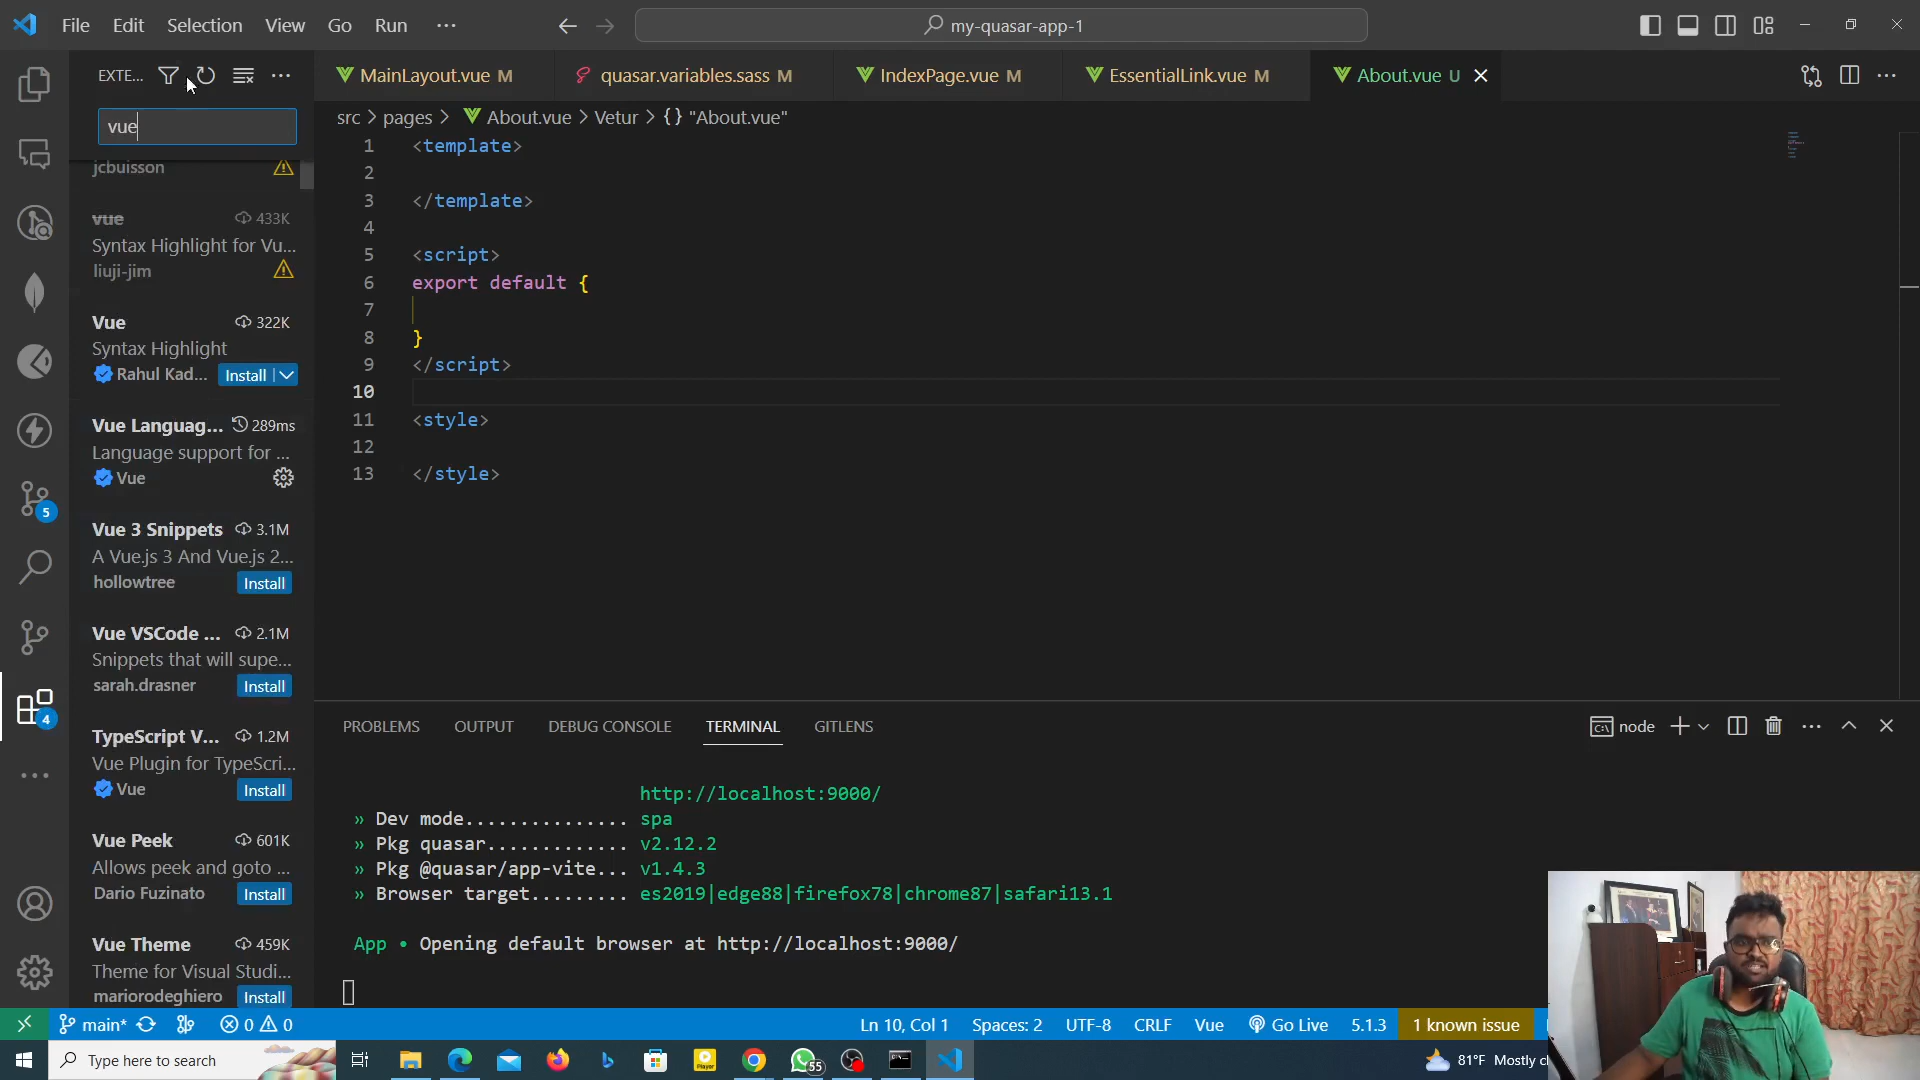 File Edit Selection View Go Run ···
my-quasar-app-1
EXTE...
vue
jcbuisson
vue 433K
Syntax Highlight for Vu...
liuji-jim
Vue 322K
Syntax Highlight
Rahul Kad... Install
Vue Languag... 289ms
Language support for ...
Vue
Vue 3 Snippets 3.1M
A Vue.js 3 And Vue.js 2...
hollowtree Install
Vue VSCode ... 2.1M
Snippets that will supe...
sarah.drasner Install
TypeScript V... 1.2M
Vue Plugin for TypeScri...
Vue Install
Vue Peek 601K
Allows peek and goto ...
Dario Fuzinato Install
Vue Theme 459K
Theme for Visual Studi...
mariorodeghiero Install
5
4
MainLayout.vue M quasar.variables.sass M IndexPage.vue M EssentialLink.vue M About.vue U
src > pages > About.vue > Vetur > {} "About.vue"
1 <template>
2
3 </template>
4
5 <script>
6 export default {
7
8 }
9 </script>
10
11 <style>
12
13 </style>
PROBLEMS OUTPUT DEBUG CONSOLE TERMINAL GITLENS
node
http://localhost:9000/
» Dev mode............... spa
» Pkg quasar............. v2.12.2
» Pkg @quasar/app-vite... v1.4.3
» Browser target......... es2019|edge88|firefox78|chrome87|safari13.1
App • Opening default browser at http://localhost:9000/
main* 0 0
Ln 10, Col 1 Spaces: 2 UTF-8 CRLF Vue Go Live 5.1.3 1 known issue
Type here to search
Player
55
81°F Mostly cl